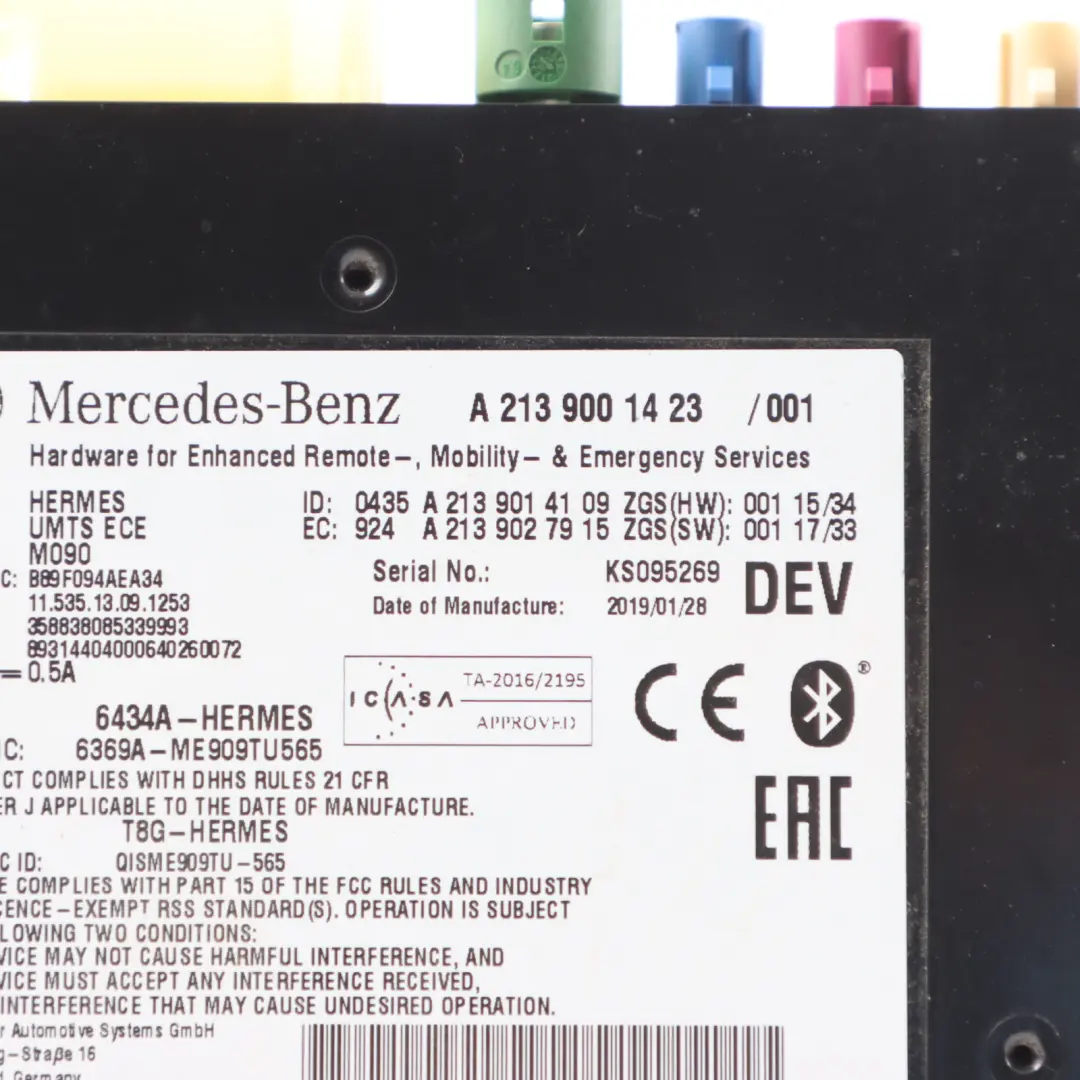 Mercedes-Benz A 213 900 14 23 /001
Hardware for Enhanced Remote-, Mobility- & Emergency Services
HERMES ID: 0435 A 213 901 41 09 ZGS(HW): 001 15/34
UMTS ECE EC: 924 A 213 902 79 15 ZGS(SW): 001 17/33
M090
C: B89F094AEA34 Serial No.: KS095269 DEV
11.535.13.09.1253 Date of Manufacture: 2019/01/28
358838085339993
89314404000640260072
0.5A
ICASA TA-2016/2195
APPROVED
CE
6434A-HERMES
IC: 6369A-ME909TU565
CT COMPLIES WITH DHHS RULES 21 CFR
ER J APPLICABLE TO THE DATE OF MANUFACTURE.
EAC
T8G-HERMES
C ID: QISME909TU-565
E COMPLIES WITH PART 15 OF THE FCC RULES AND INDUSTRY
CENCE-EXEMPT RSS STANDARD(S). OPERATION IS SUBJECT
LOWING TWO CONDITIONS:
VICE MAY NOT CAUSE HARMFUL INTERFERENCE, AND
VICE MUST ACCEPT ANY INTERFERENCE RECEIVED,
INTERFERENCE THAT MAY CAUSE UNDESIRED OPERATION.
r Automotive Systems GmbH
g-Straße 16
Germany